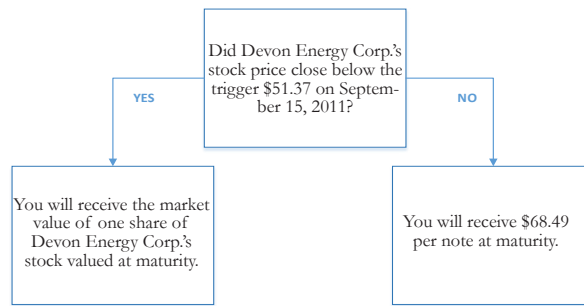 Did Devon Energy Corp.'s
stock price close below the
trigger $51.37 on Septem-
ber 15, 2011?
YES
NO
You will receive the market
value of one share of
Devon Energy Corp.'s
stock valued at maturity.
You will receive $68.49
per note at maturity.